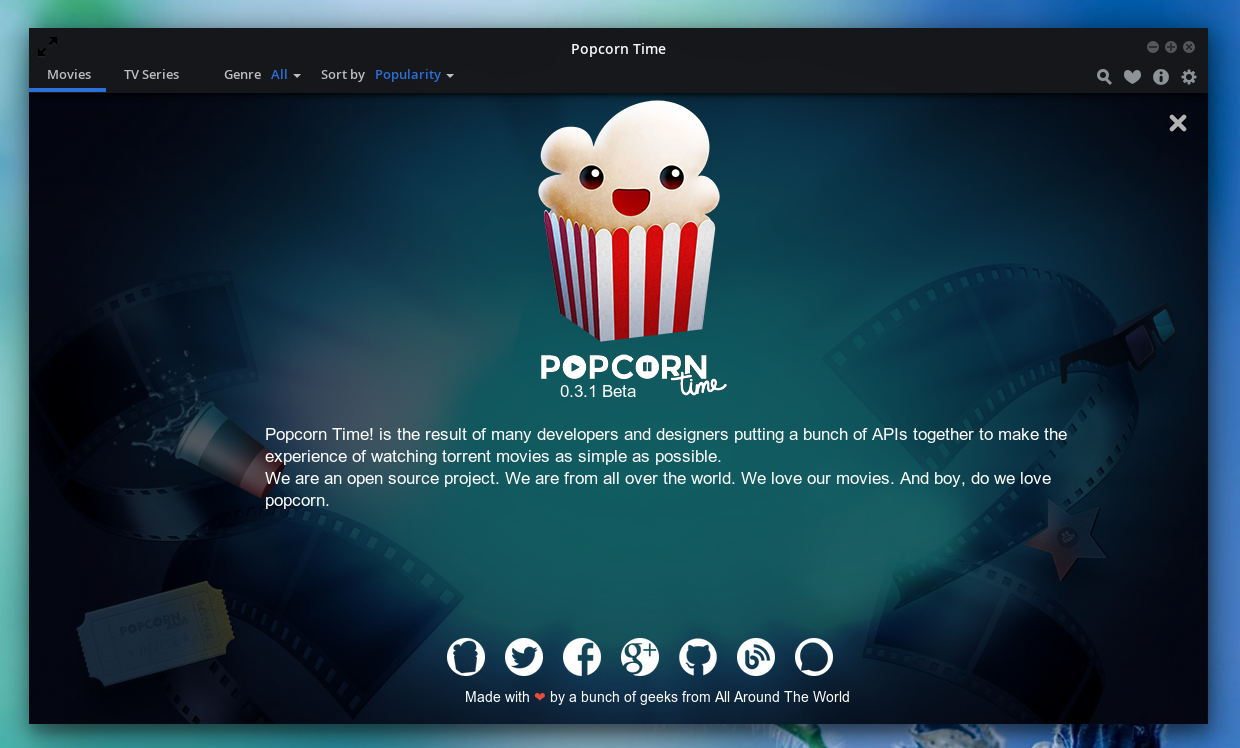 Popcorn Time
Movies TV Series Genre All Sort by Popularity
POPCORN
time
0.3.1 Beta
Popcorn Time! is the result of many developers and designers putting a bunch of APIs together to make the
experience of watching torrent movies as simple as possible.
We are an open source project. We are from all over the world. We love our movies. And boy, do we love
popcorn.
POPCORN
Made with ❤ by a bunch of geeks from All Around The World